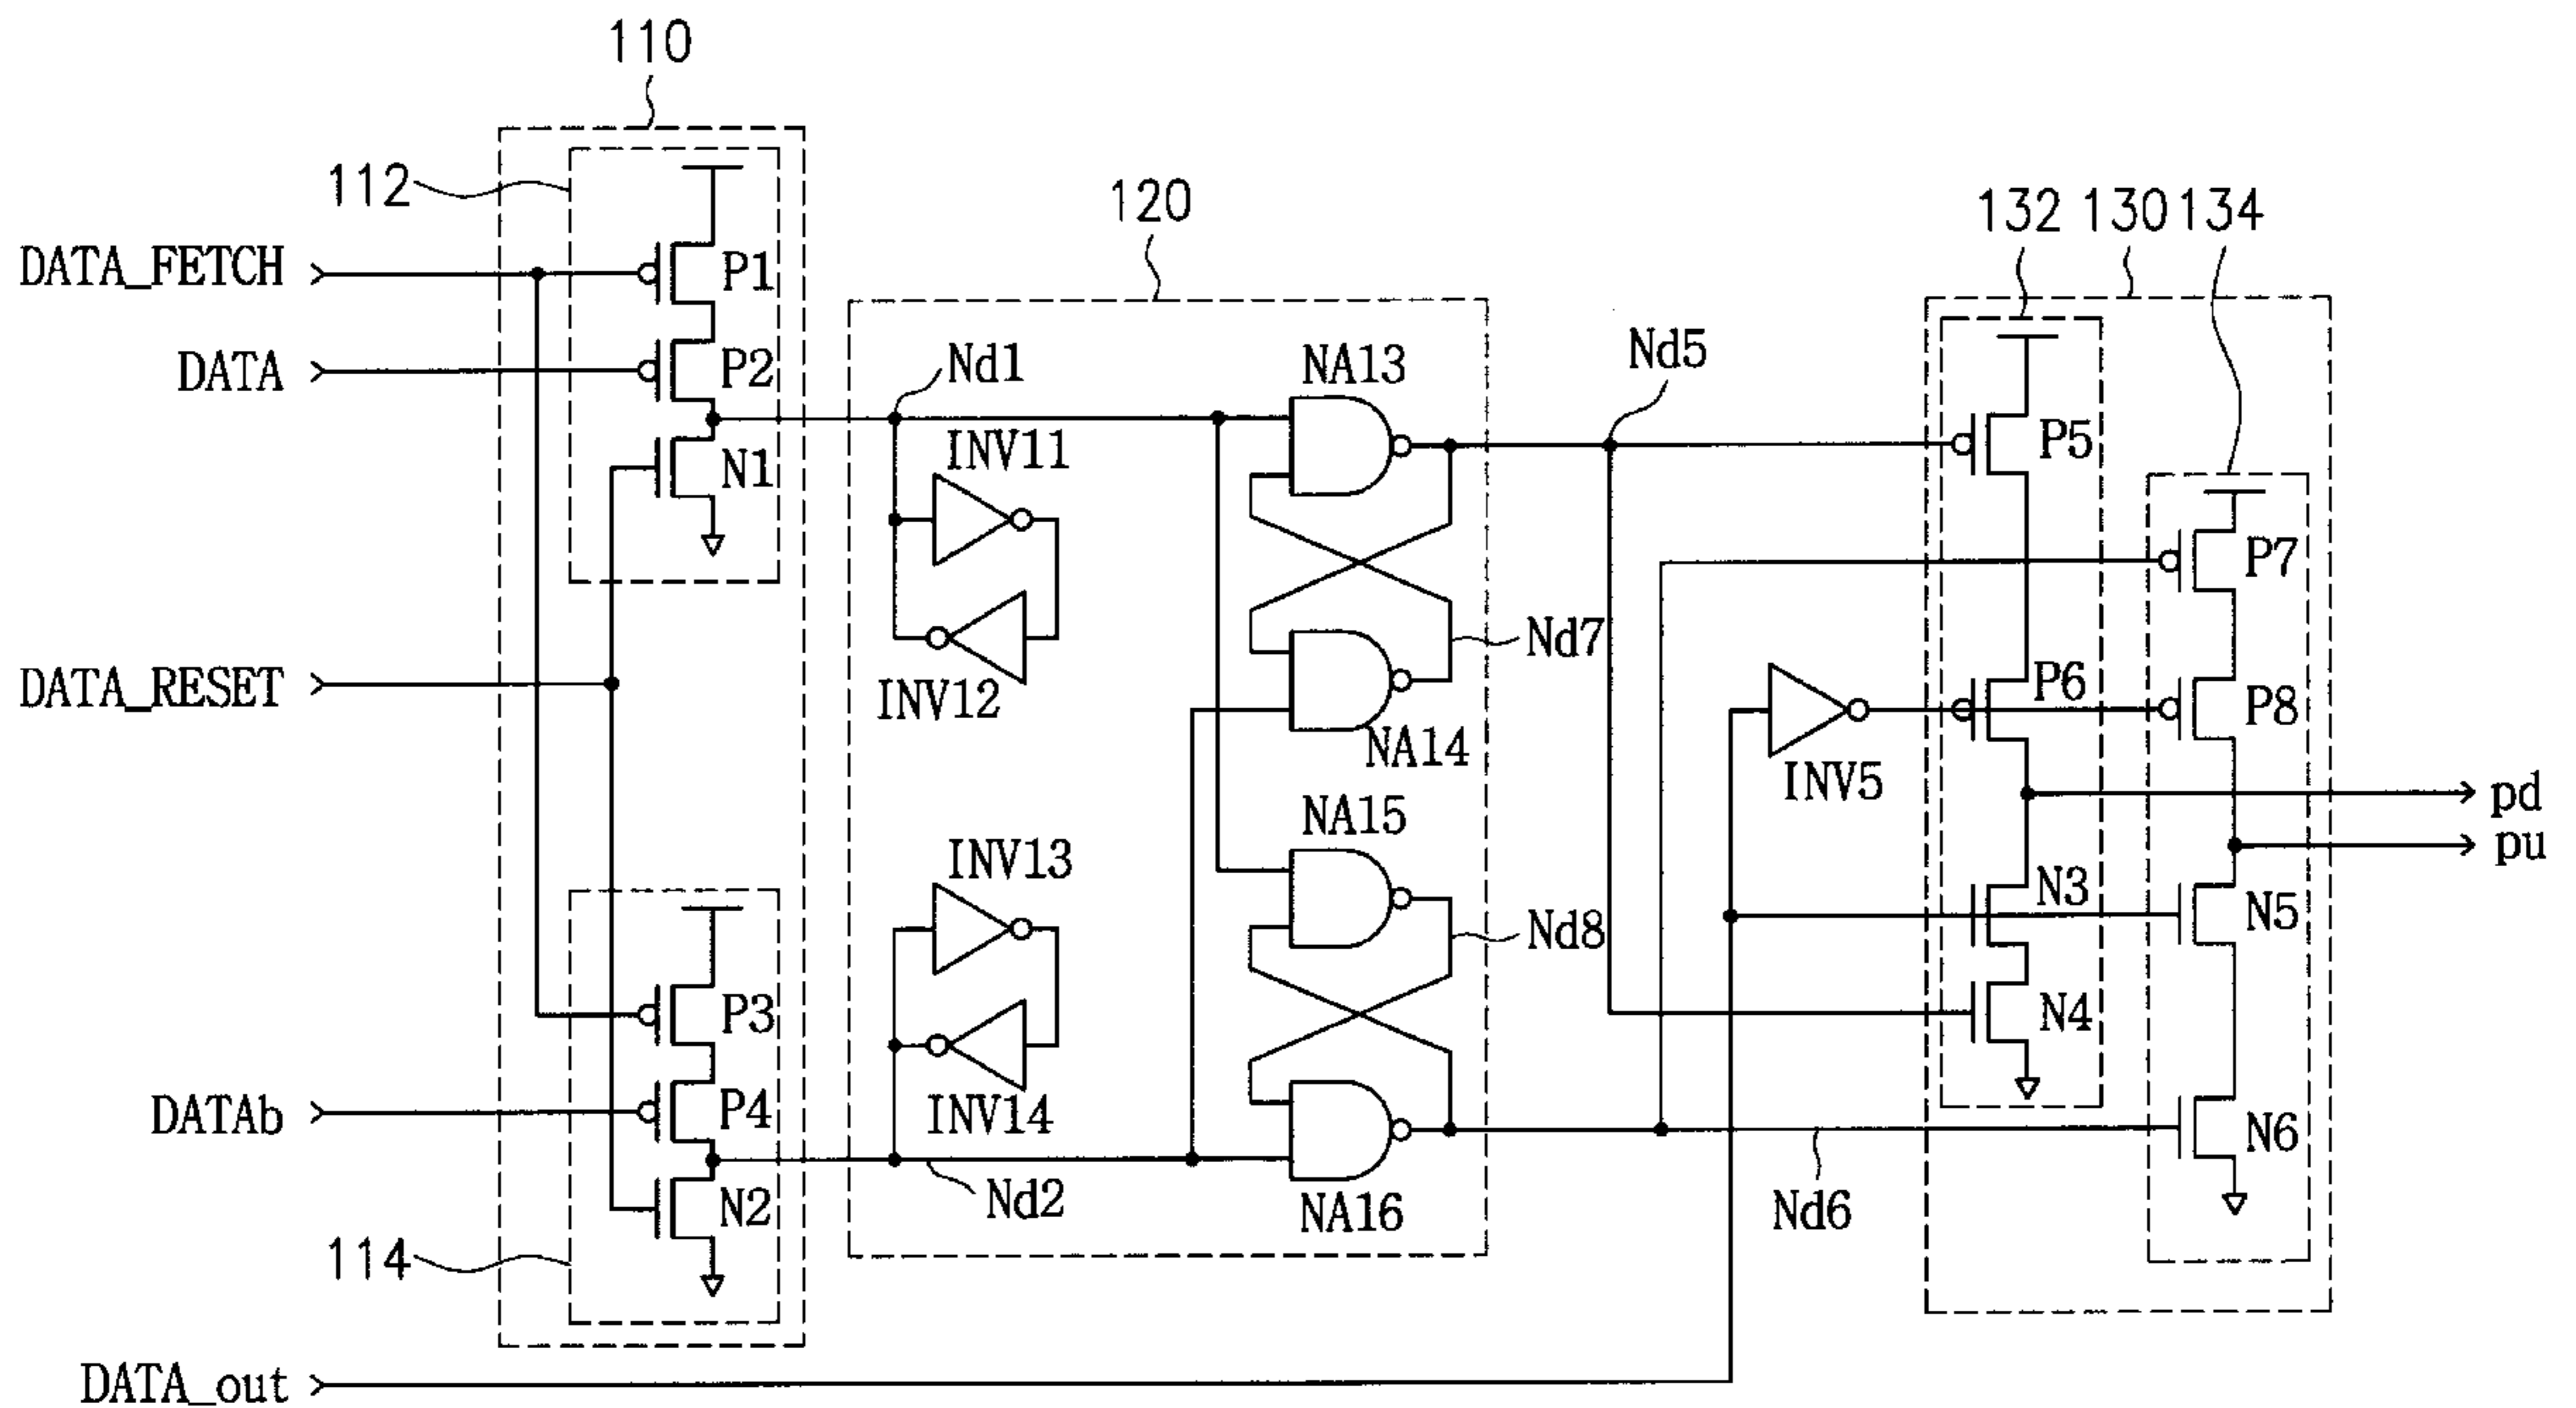 110
112
120
132 130 134
DATA_FETCH
P1
DATA
P2
Nd1
NA13
Nd5
N1
INV11
P5
P7
Nd7
DATA_RESET
INV12
NA14
P6
P8
INV5
pd
NA15
pu
INV13
Nd8
N3
N5
P3
N4
DATAb
P4
INV14
N6
N2
Nd2
NA16
Nd6
114
DATA_out